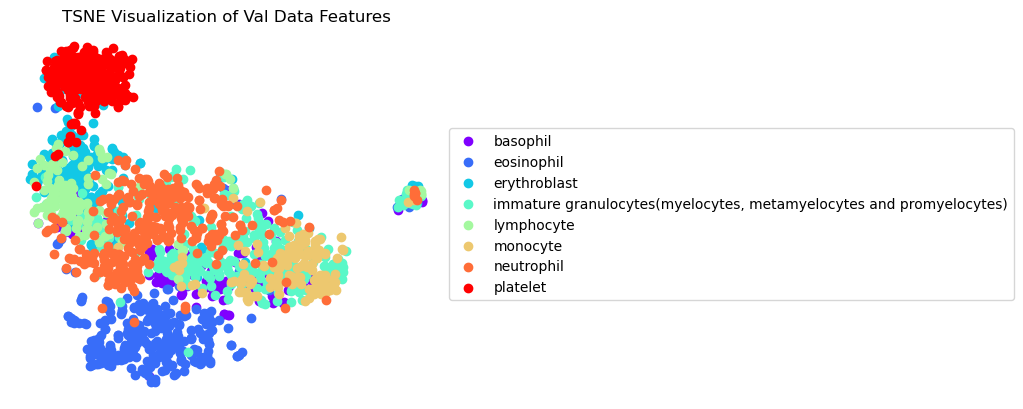 TSNE Visualization of Val Data Features
basophil
eosinophil
erythroblast
immature granulocytes(myelocytes, metamyelocytes and promyelocytes)
lymphocyte
monocyte
neutrophil
platelet